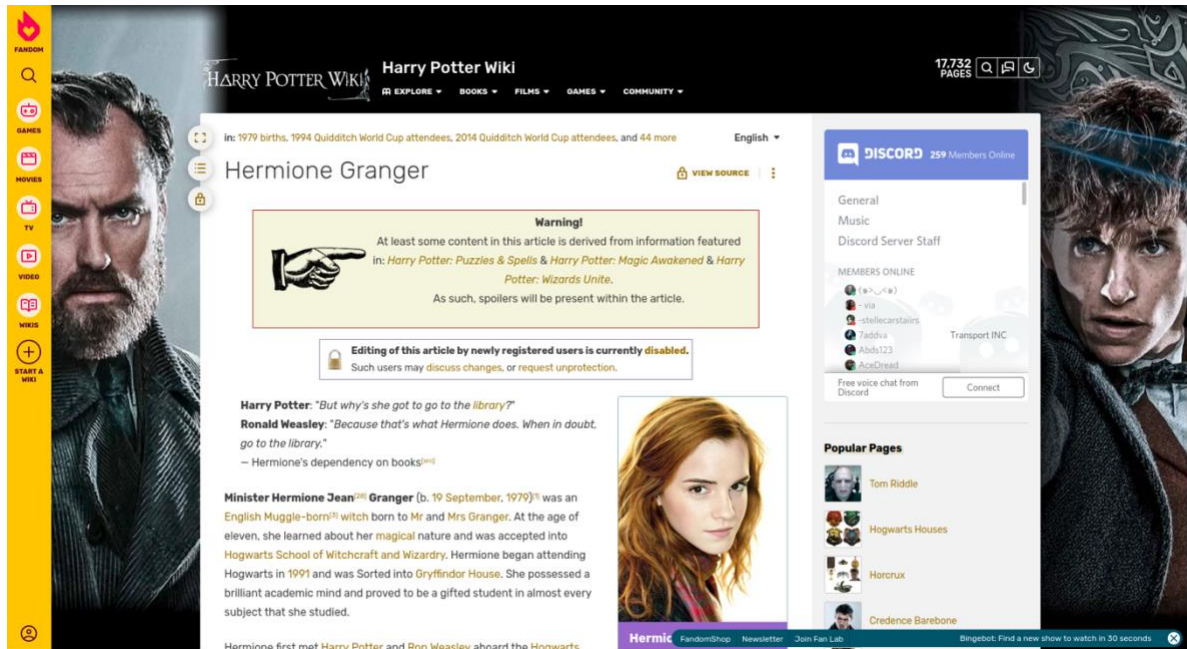 FANDOM
GAMES
MOVIES
TV
VIDEO
WIKIS
START A
WIKI
HARRY POTTER WIKI
Harry Potter Wiki
EXPLORE
BOOKS
FILMS
GAMES
COMMUNITY
17,732
PAGES
in: 1979 births, 1994 Quidditch World Cup attendees, 2014 Quidditch World Cup attendees, and 44 more
English
Hermione Granger
VIEW SOURCE
Warning!
At least some content in this article is derived from information featured
in: Harry Potter: Puzzles & Spells & Harry Potter: Magic Awakened & Harry
Potter: Wizards Unite.
As such, spoilers will be present within the article.
Editing of this article by newly registered users is currently disabled.
Such users may discuss changes, or request unprotection.
Harry Potter: "But why's she got to go to the library?"
Ronald Weasley: "Because that's what Hermione does. When in doubt,
go to the library."
— Hermione's dependency on books[src]
Minister Hermione Jean[28] Granger (b. 19 September, 1979)[1] was an
English Muggle-born[3] witch born to Mr and Mrs Granger. At the age of
eleven, she learned about her magical nature and was accepted into
Hogwarts School of Witchcraft and Wizardry. Hermione began attending
Hogwarts in 1991 and was Sorted into Gryffindor House. She possessed a
brilliant academic mind and proved to be a gifted student in almost every
subject that she studied.
Hermione first met Harry Potter and Ron Weasley aboard the Hogwarts
Hermic
DISCORD 259 Members Online
General
Music
Discord Server Staff
MEMBERS ONLINE
- via
-stellecarstaiirs
7addva Transport INC
Abds123
AceDread
Free voice chat from
Discord
Connect
Popular Pages
Tom Riddle
Hogwarts Houses
Horcrux
Credence Barebone
FandomShop Newsletter Join Fan Lab Bingebot: Find a new show to watch in 30 seconds